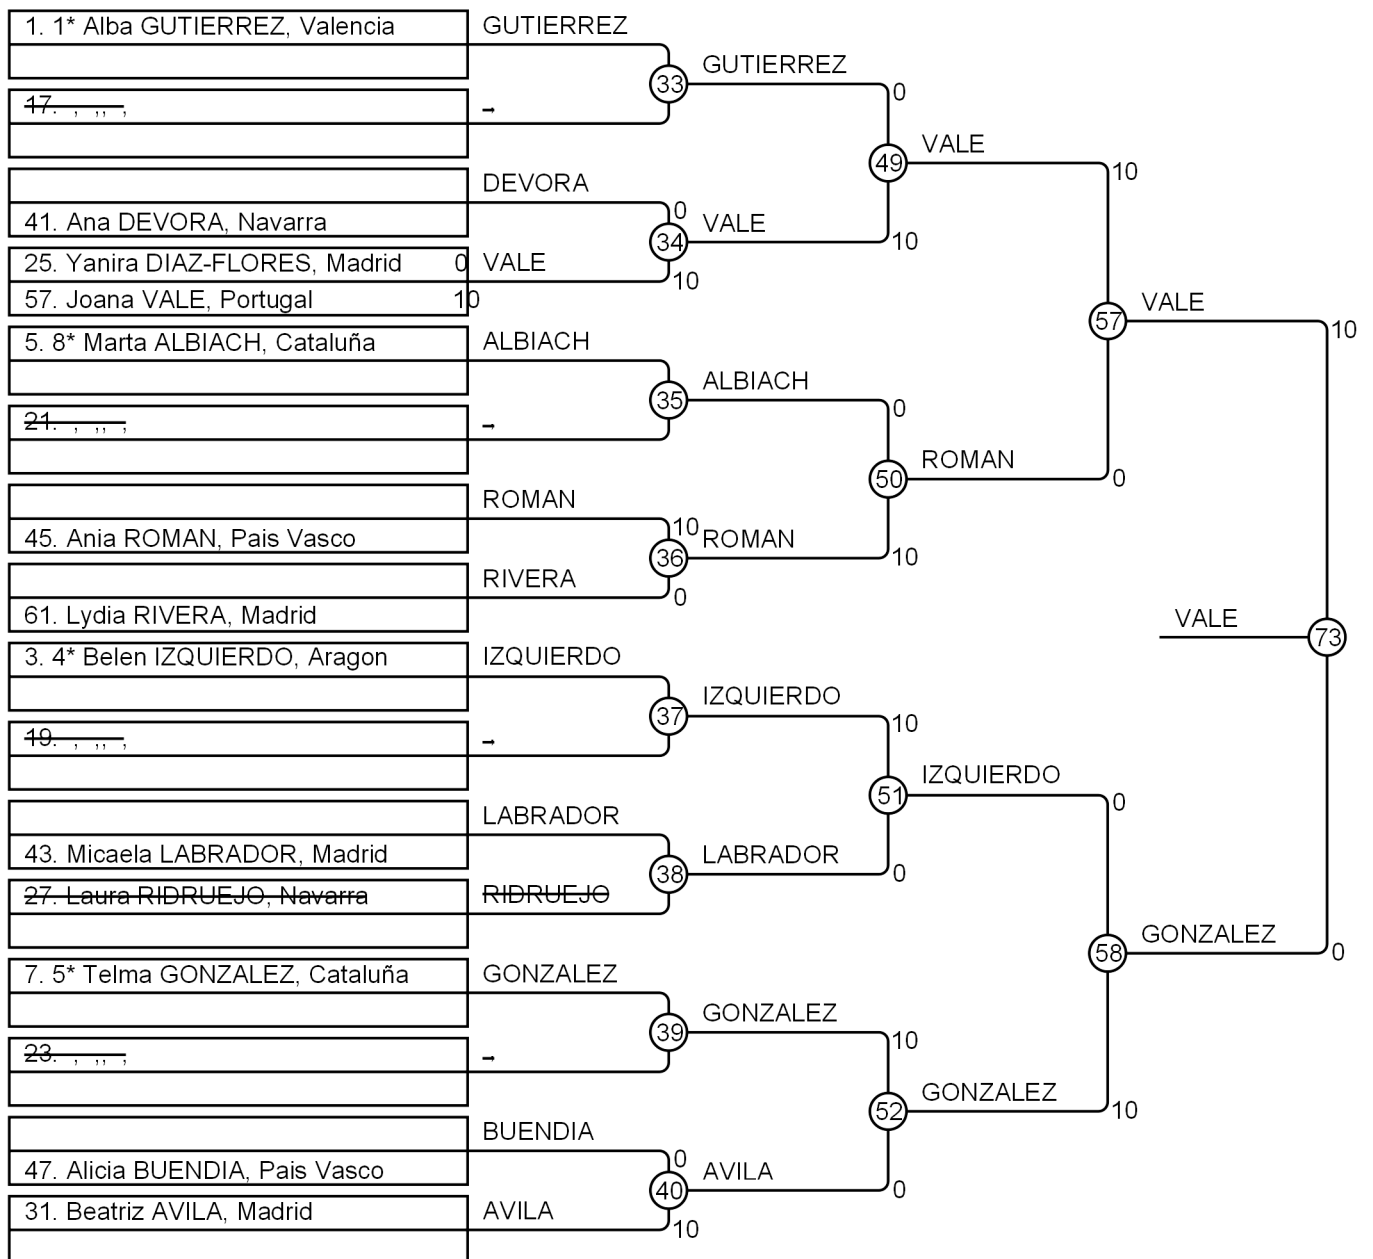 1. 1* Alba GUTIERREZ, Valencia GUTIERREZ
33 GUTIERREZ
0
17. , ,, ,
49 VALE
10
DEVORA
0
41. Ana DEVORA, Navarra
34 VALE
10
25. Yanira DIAZ-FLORES, Madrid 0 VALE
10
57. Joana VALE, Portugal 10
57 VALE
10
5. 8* Marta ALBIACH, Cataluña ALBIACH
35 ALBIACH
0
21. , ,, ,
50 ROMAN
0
ROMAN
10
45. Ania ROMAN, Pais Vasco
36 ROMAN
10
RIVERA
0
61. Lydia RIVERA, Madrid
VALE 73
3. 4* Belen IZQUIERDO, Aragon IZQUIERDO
37 IZQUIERDO
10
19. , ,, ,
51 IZQUIERDO
0
LABRADOR
43. Micaela LABRADOR, Madrid
38 LABRADOR
0
27. Laura RIDRUEJO, Navarra RIDRUEJO
58 GONZALEZ
0
7. 5* Telma GONZALEZ, Cataluña GONZALEZ
39 GONZALEZ
10
23. , ,, ,
52 GONZALEZ
10
BUENDIA
0
47. Alicia BUENDIA, Pais Vasco
40 AVILA
0
31. Beatriz AVILA, Madrid AVILA
10